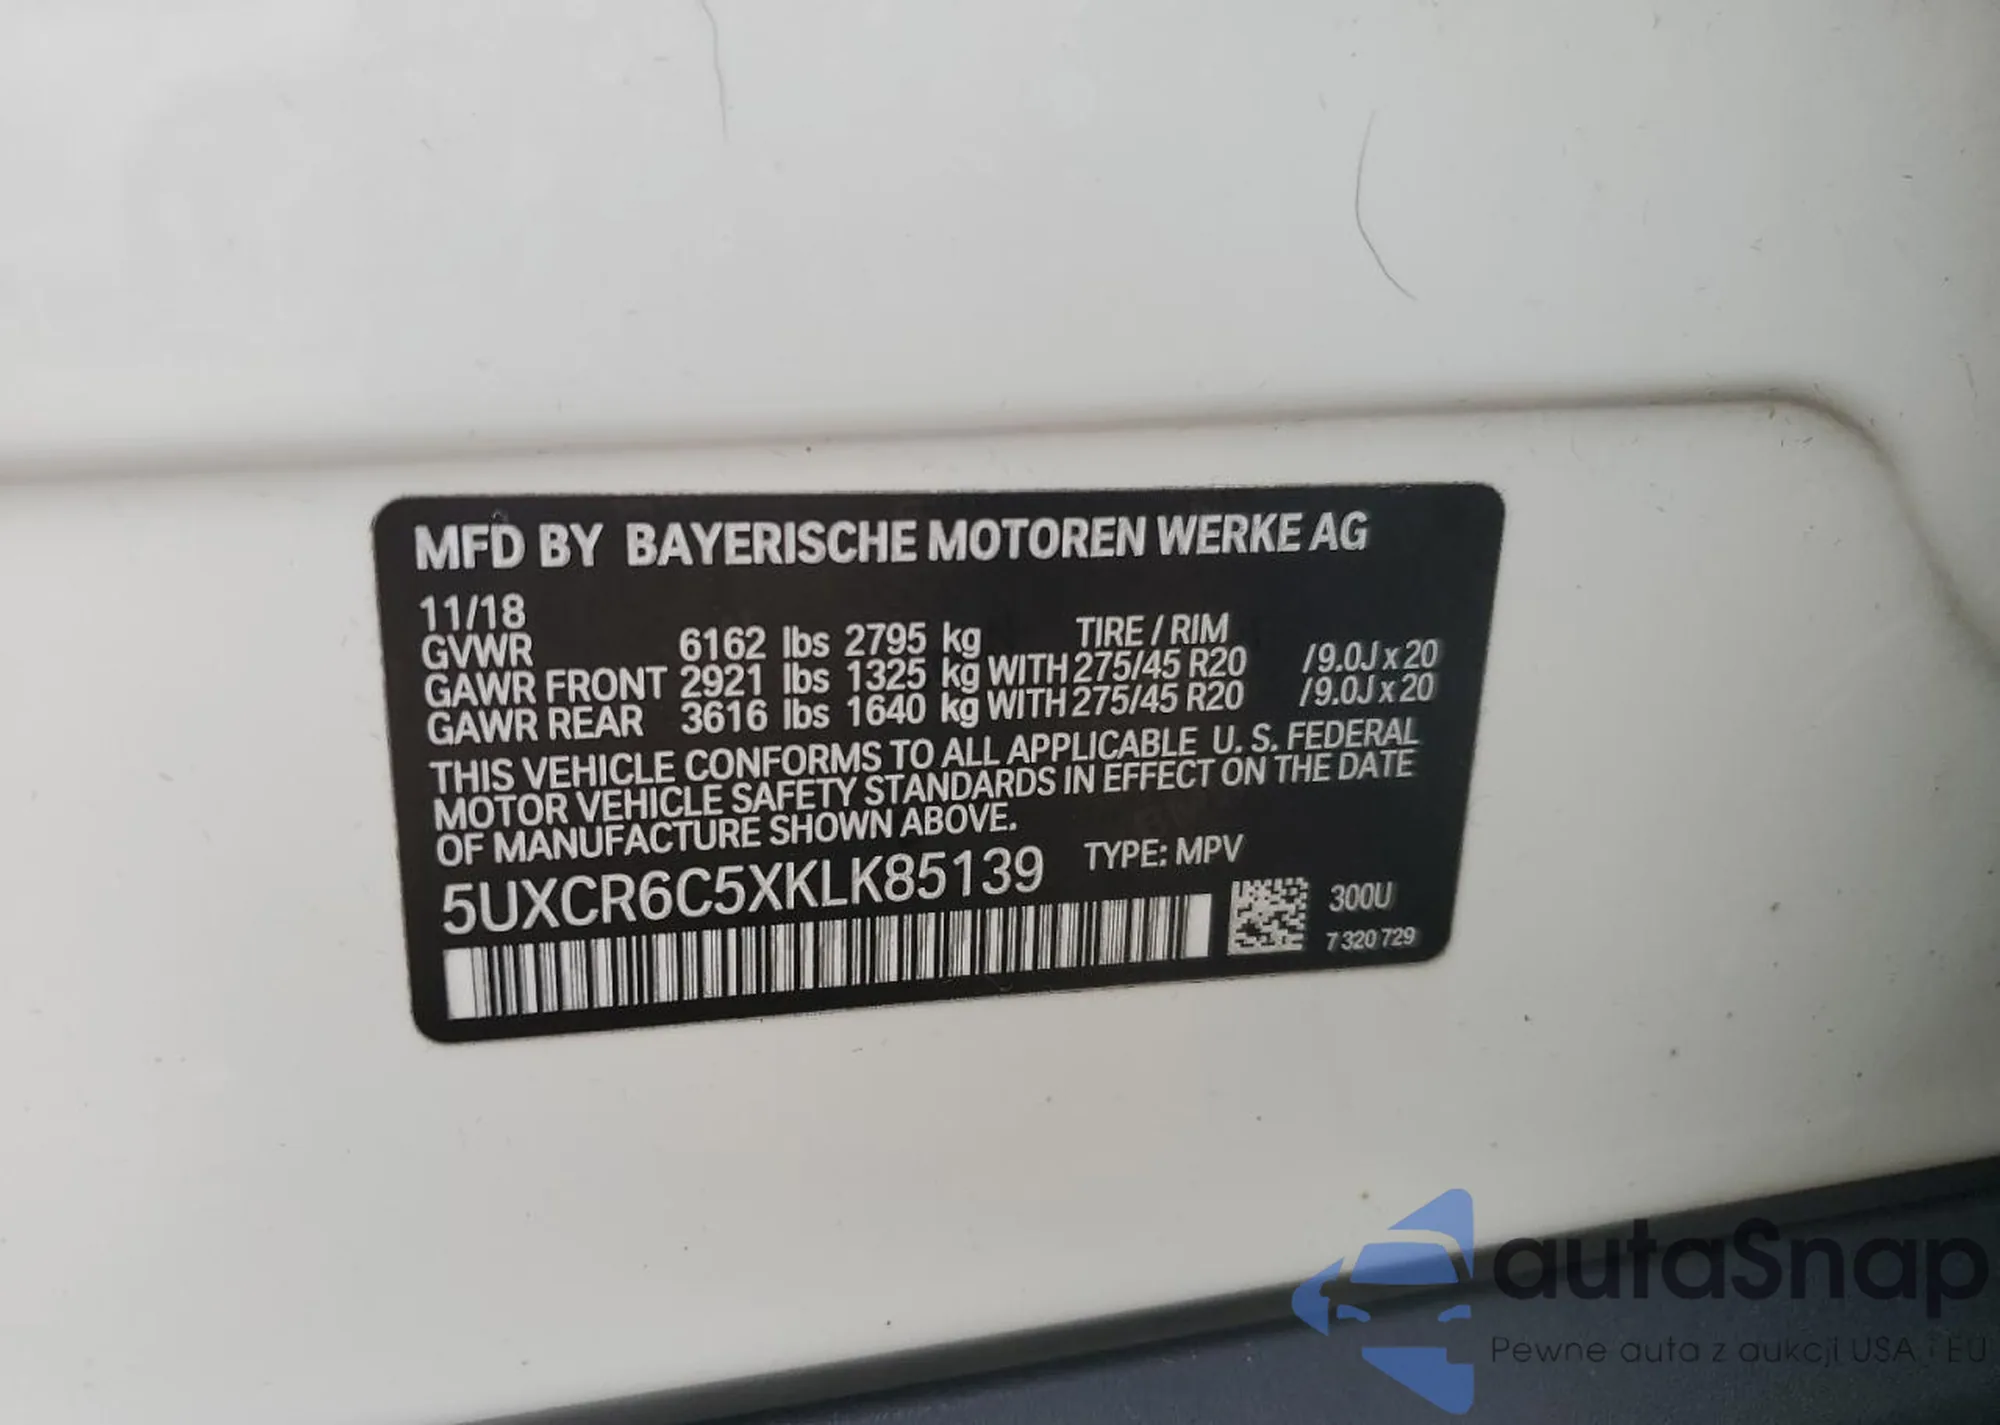 MFD BY BAYERISCHE MOTOREN WERKE AG
11/18
GVWR 6162 lbs 2795 kg TIRE / RIM
GAWR FRONT 2921 lbs 1325 kg WITH 275/45 R20 /9.0J x 20
GAWR REAR 3616 lbs 1640 kg WITH 275/45 R20 /9.0J x 20
THIS VEHICLE CONFORMS TO ALL APPLICABLE U. S. FEDERAL
MOTOR VEHICLE SAFETY STANDARDS IN EFFECT ON THE DATE
OF MANUFACTURE SHOWN ABOVE.
5UXCR6C5XKLK85139 TYPE: MPV
300U
7 320 729
autaSnap
Pewne auta z aukcji USA i EU